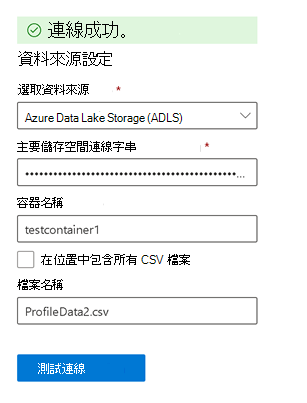 連線成功。
資料來源設定
選取資料來源 *
Azure Data Lake Storage (ADLS)
主要儲存空間連線字串 *
••••••••••••••••••••••••••••••••••••••••••••••...
容器名稱
testcontainer1
在位置中包含所有 CSV 檔案
檔案名稱
ProfileData2.csv
測試連線